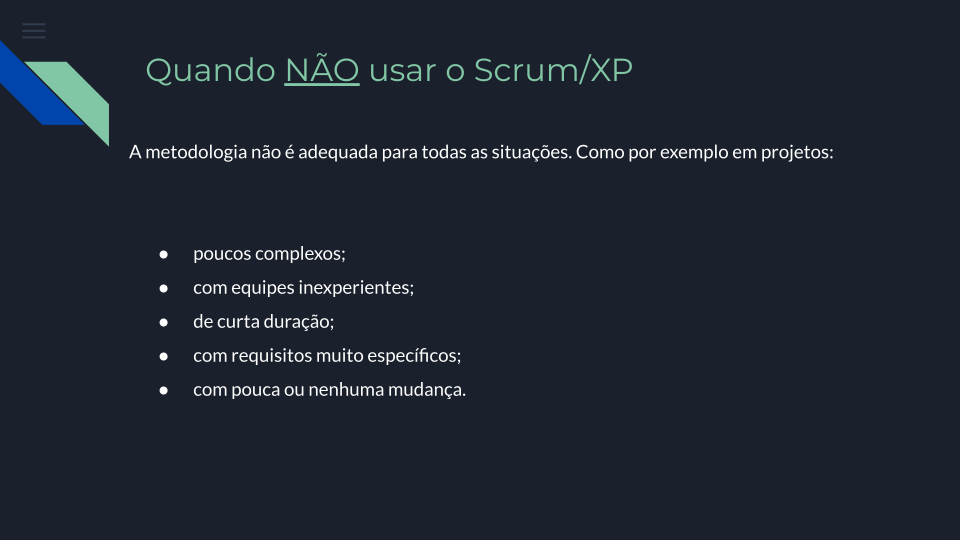 Quando NÃO usar o Scrum/XP
A metodologia não é adequada para todas as situações. Como por exemplo em projetos:
● poucos complexos;
● com equipes inexperientes;
● de curta duração;
● com requisitos muito específicos;
● com pouca ou nenhuma mudança.